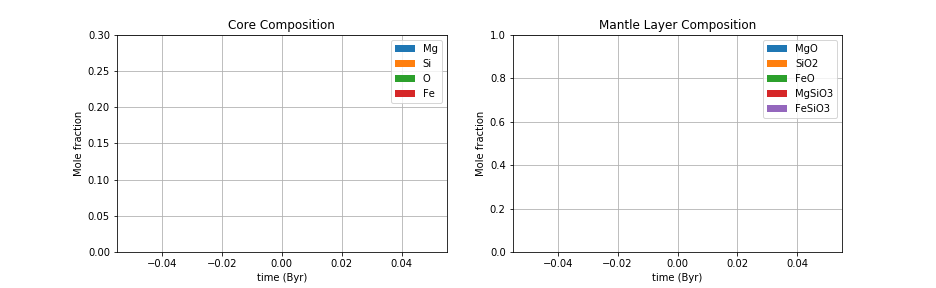 Core Composition
0.30
0.25
0.20
0.15
0.10
0.05
0.00
Mole fraction
−0.04 −0.02 0.00 0.02 0.04
time (Byr)
Mg
Si
O
Fe
Mantle Layer Composition
1.0
0.8
0.6
0.4
0.2
0.0
Mole fraction
−0.04 −0.02 0.00 0.02 0.04
time (Byr)
MgO
SiO2
FeO
MgSiO3
FeSiO3